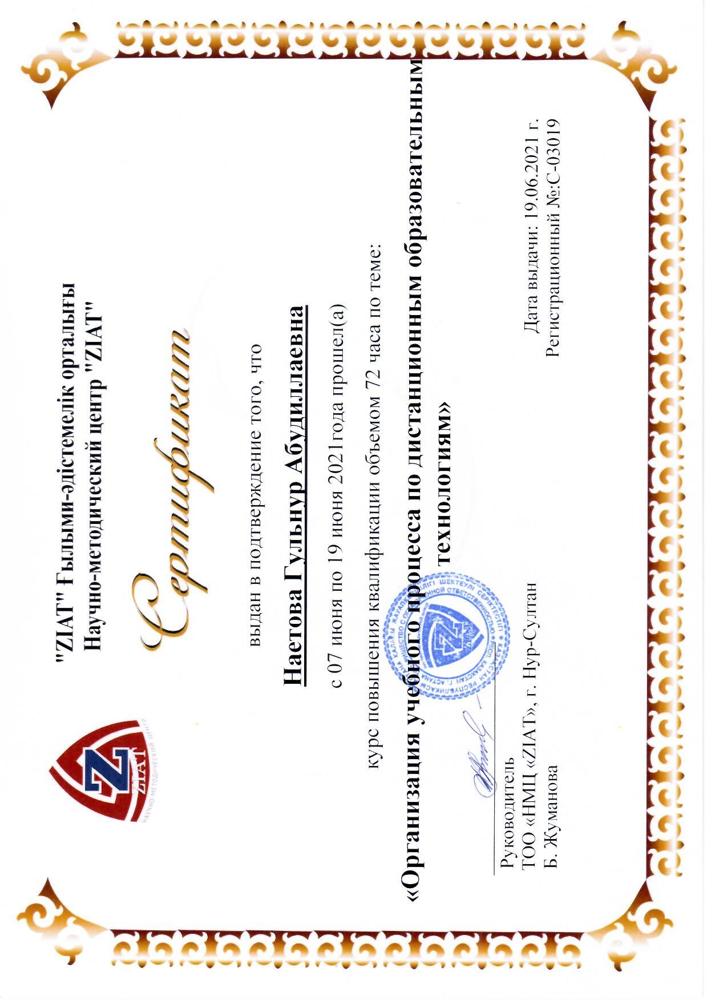 "ZIAT" Ғылыми-әдістемелік орталығы
Научно-методический центр "ZIAT"
Z
ZIAT
НАУЧНО-МЕТОДИЧЕСКИЙ ЦЕНТР
Сертификат
выдан в подтверждение того, что
Наетова Гульнур Абудиллаевна
с 07 июня по 19 июня 2021года прошел(а)
курс повышения квалификации объемом 72 часа по теме:
«Организация учебного процесса по дистанционным образовательным
технологиям»
Руководитель
ТОО «НМЦ «ZIAT», г. Нур-Султан
Б. Жуманова
Дата выдачи: 19.06.2021 г.
Регистрационный №:С-03019